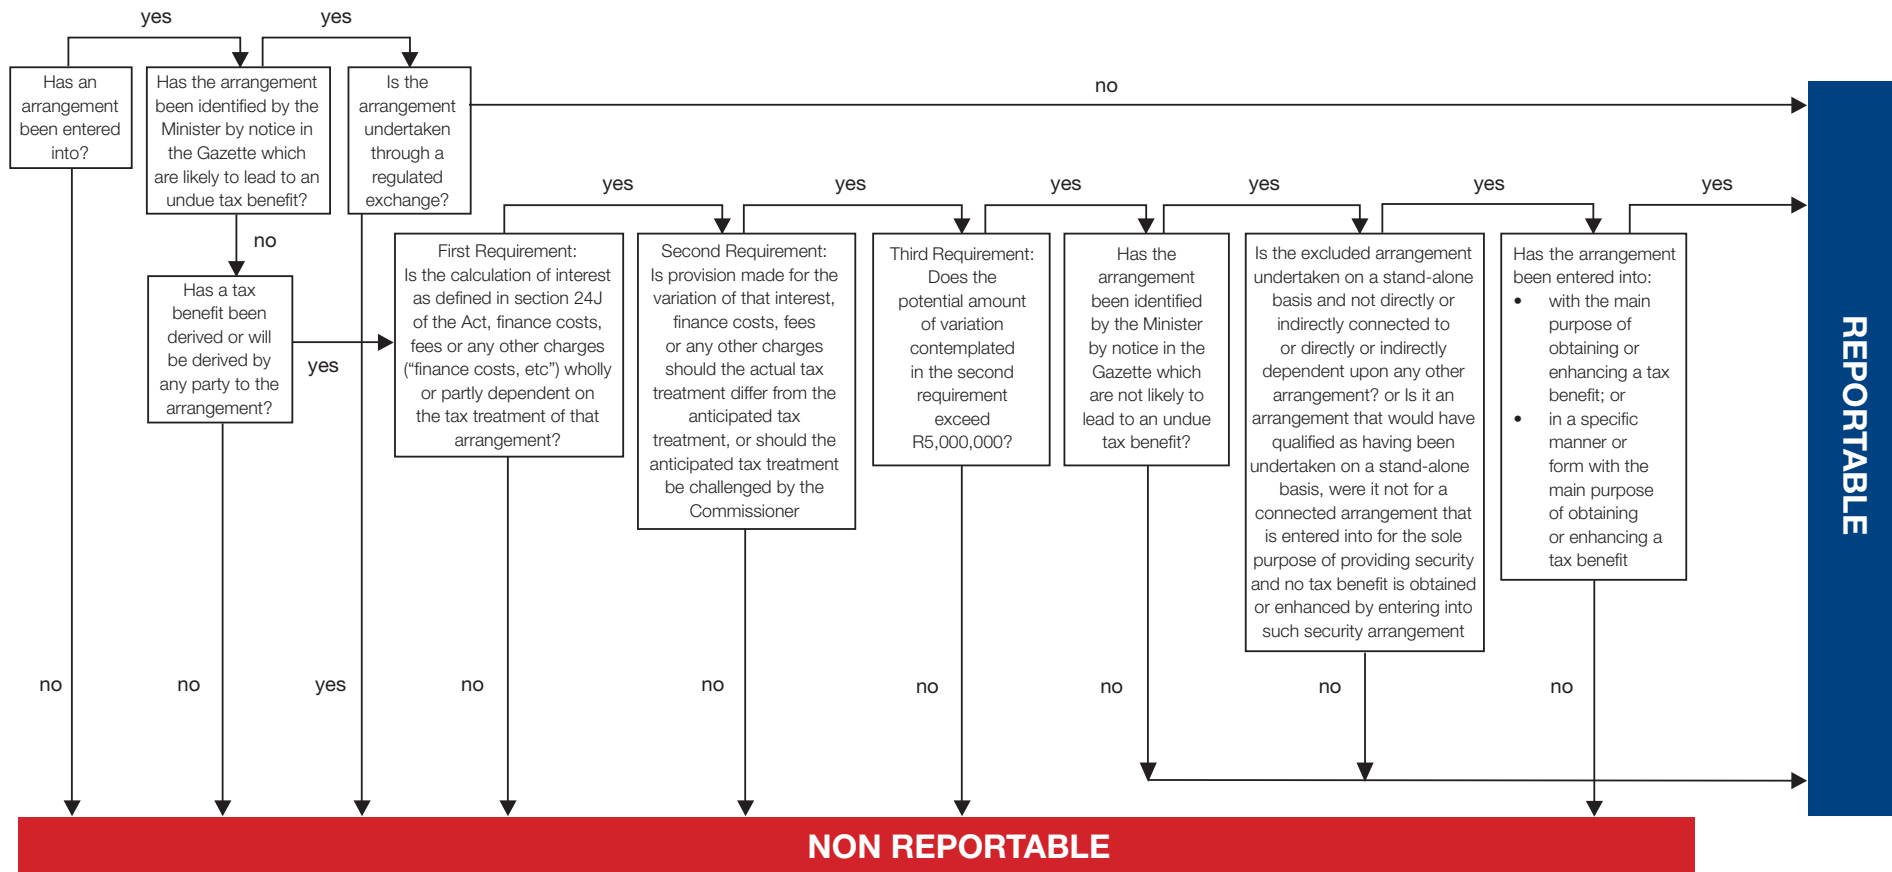 yes
yes
Has an
arrangement
been entered
into?
Has the arrangement
been identified by the
Minister by notice in
the Gazette which
are likely to lead to an
undue tax benefit?
Is the
arrangement
undertaken
through a
regulated
exchange?
no
no
Has a tax
benefit been
derived or will
be derived by
any party to the
arrangement?
yes
yes
yes
yes
yes
yes
yes
First Requirement:
Is the calculation of interest
as defined in section 24J
of the Act, finance costs,
fees or any other charges
(“finance costs, etc”) wholly
or partly dependent on
the tax treatment of that
arrangement?
Second Requirement:
Is provision made for the
variation of that interest,
finance costs, fees
or any other charges
should the actual tax
treatment differ from the
anticipated tax
treatment, or should the
anticipated tax treatment
be challenged by the
Commissioner
Third Requirement:
Does the
potential amount
of variation
contemplated
in the second
requirement
exceed
R5,000,000?
Has the
arrangement
been identified
by the Minister
by notice in the
Gazette which
are not likely to
lead to an undue
tax benefit?
Is the excluded arrangement
undertaken on a stand-alone
basis and not directly or
indirectly connected to
or directly or indirectly
dependent upon any other
arrangement? or Is it an
arrangement that would have
qualified as having been
undertaken on a stand-alone
basis, were it not for a
connected arrangement that
is entered into for the sole
purpose of providing security
and no tax benefit is obtained
or enhanced by entering into
such security arrangement
Has the arrangement
been entered into:
• with the main
purpose of
obtaining or
enhancing a tax
benefit; or
• in a specific
manner or
form with the
main purpose
of obtaining
or enhancing a
tax benefit
no
no
yes
no
no
no
no
no
no
REPORTABLE
NON REPORTABLE